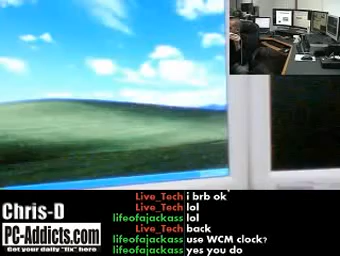 Live_Tech i brb ok
Live_Tech lol
lifeofajackass lol
Live_Tech back
lifeofajackass use WCM clock?
lifeofajackass yes you do
Chris-D
PC-Addicts.com
Get your daily "fix" here